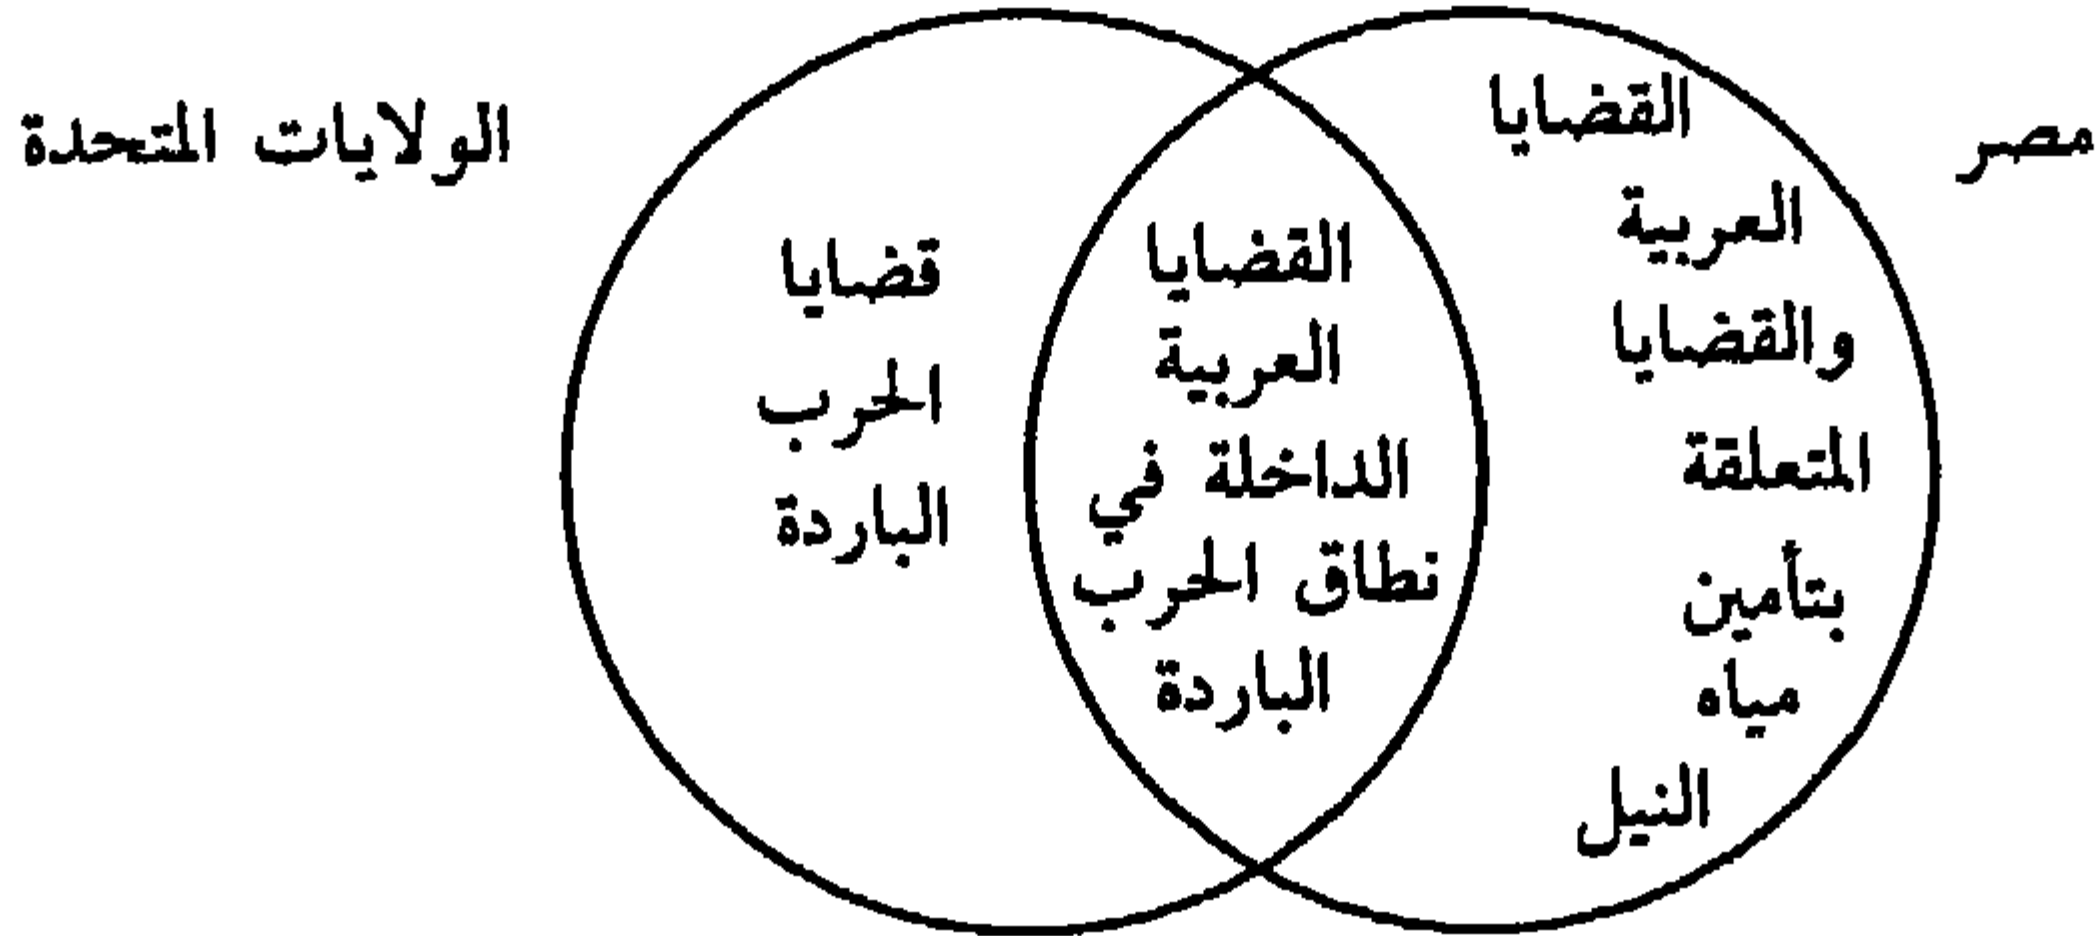 مصر
القضايا
العربية
والقضايا
المتعلقة
بتأمين
مياه
النيل
القضايا
العربية
الداخلة في
نطاق الحرب
الباردة
قضايا
الحرب
الباردة
الولايات المتحدة